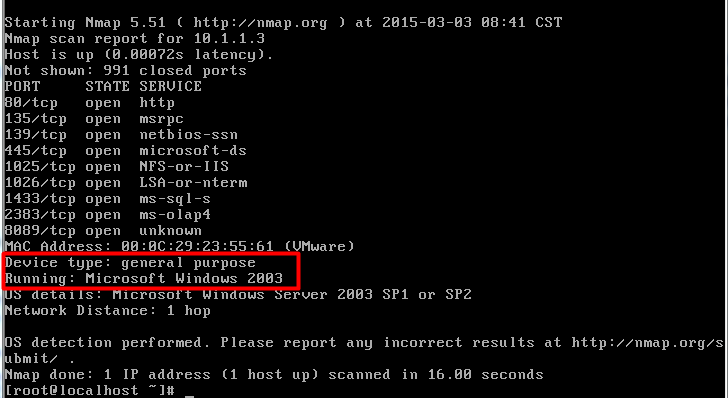 Starting Nmap 5.51 ( http://nmap.org ) at 2015-03-03 08:41 CST
Nmap scan report for 10.1.1.3
Host is up (0.00072s latency).
Not shown: 991 closed ports
PORT     STATE SERVICE
80/tcp   open  http
135/tcp  open  msrpc
139/tcp  open  netbios-ssn
445/tcp  open  microsoft-ds
1025/tcp open  NFS-or-IIS
1026/tcp open  LSA-or-nterm
1433/tcp open  ms-sql-s
2383/tcp open  ms-olap4
8089/tcp open  unknown
MAC Address: 00:0C:29:23:55:61 (VMware)
Device type: general purpose
Running: Microsoft Windows 2003
OS details: Microsoft Windows Server 2003 SP1 or SP2
Network Distance: 1 hop
OS detection performed. Please report any incorrect results at http://nmap.org/s
ubmit/ .
Nmap done: 1 IP address (1 host up) scanned in 16.00 seconds
[root@localhost ~]# _